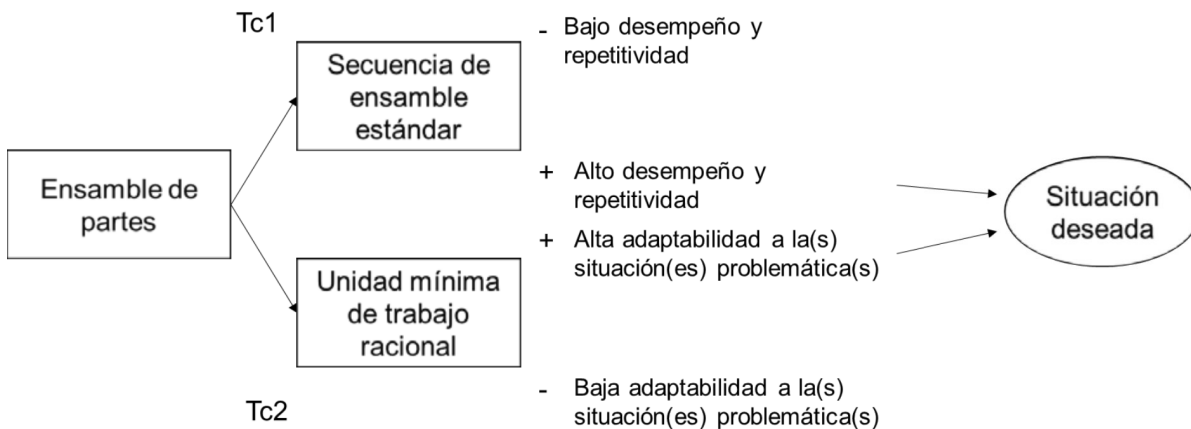 Tc1
Secuencia de
ensamble
estándar
- Bajo desempeño y
repetitividad
Ensamble de
partes
+ Alto desempeño y
repetitividad
+ Alta adaptabilidad a la(s)
situación(es) problemática(s)
Situación
deseada
Unidad mínima
de trabajo
racional
Tc2
- Baja adaptabilidad a la(s)
situación(es) problemática(s)